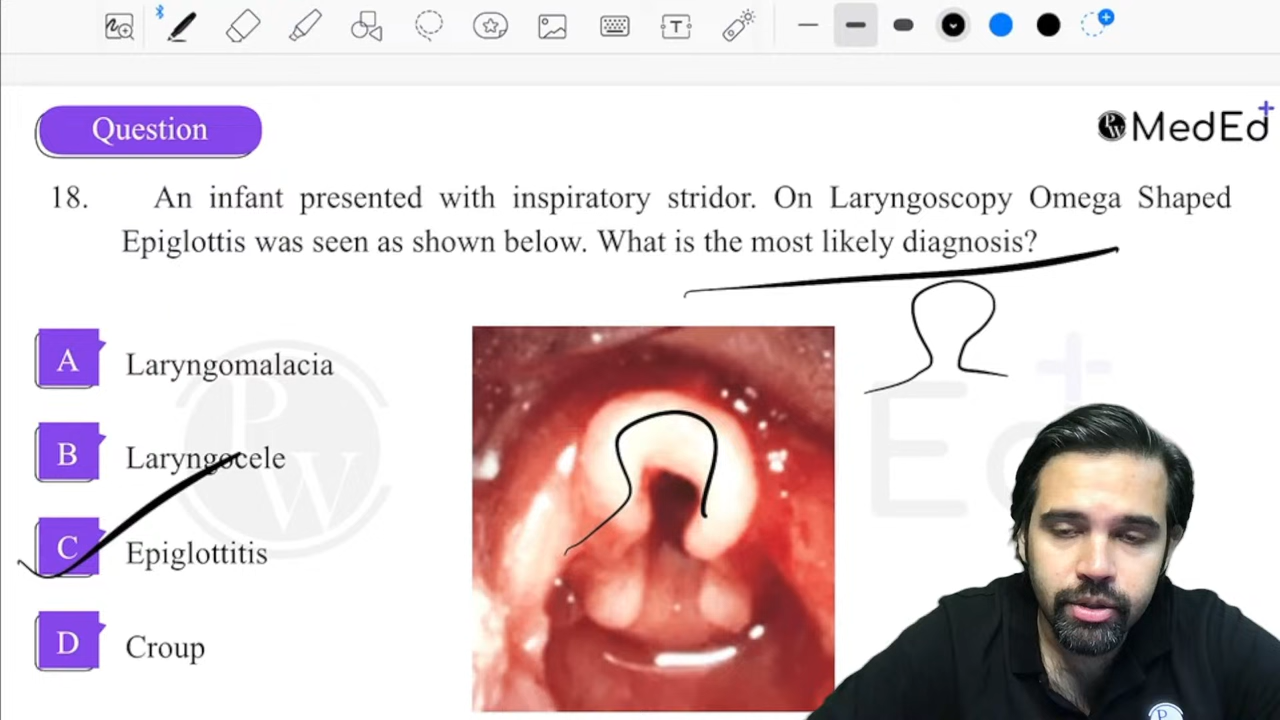 Question
PW MedEd+
18. An infant presented with inspiratory stridor. On Laryngoscopy Omega Shaped
Epiglottis was seen as shown below. What is the most likely diagnosis?
A Laryngomalacia
B Laryngocele
C Epiglottitis
D Croup